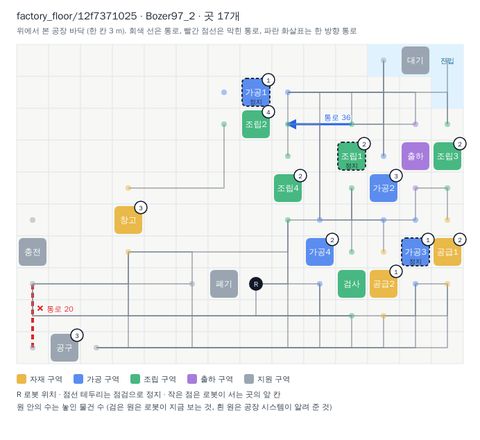 factory_floor/12f7371025 · Bozer97_2 · 곳 17개
위에서 본 공장 바닥 (한 칸 3 m). 회색 선은 통로, 빨간 점선은 막힌 통로, 파란 화살표는 한 방향 통로
대기
진입
1
가공1
정지
4
조립2
통로 36
2
조립1
정지
출하
2
조립3
2
조립4
3
가공2
3
창고
충전
2
가공4
1
가공3
정지
2
공급1
폐기
R
검사
1
공급2
✕ 통로 20
3
공구
자재 구역
가공 구역
조립 구역
출하 구역
지원 구역
R 로봇 위치 · 점선 테두리는 점검으로 정지 · 작은 점은 로봇이 서는 곳의 앞 칸
원 안의 수는 놓인 물건 수 (검은 원은 로봇이 지금 보는 것, 흰 원은 공장 시스템이 알려 준 것)